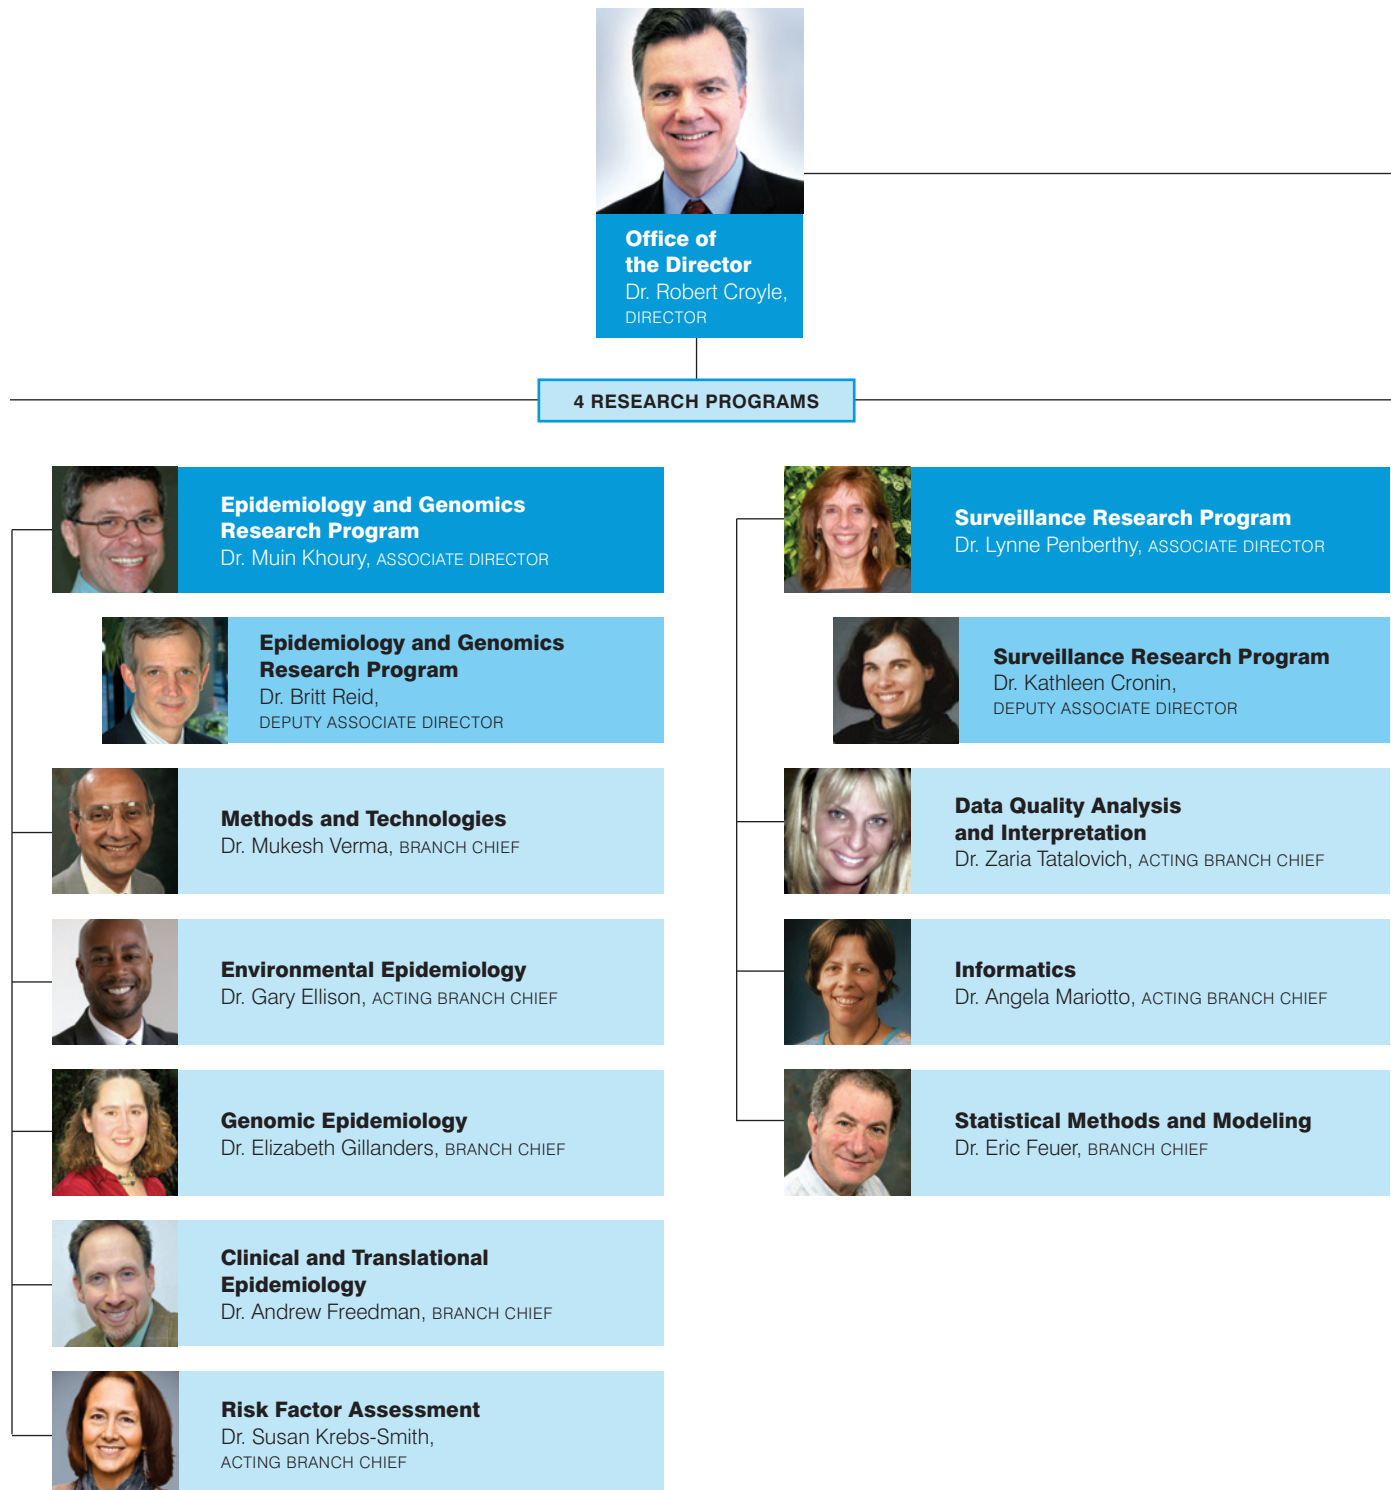 Office of
the Director
Dr. Robert Croyle,
DIRECTOR
4 RESEARCH PROGRAMS
Epidemiology and Genomics
Research Program
Dr. Muin Khoury, ASSOCIATE DIRECTOR
Epidemiology and Genomics
Research Program
Dr. Britt Reid,
DEPUTY ASSOCIATE DIRECTOR
Methods and Technologies
Dr. Mukesh Verma, BRANCH CHIEF
Environmental Epidemiology
Dr. Gary Ellison, ACTING BRANCH CHIEF
Genomic Epidemiology
Dr. Elizabeth Gillanders, BRANCH CHIEF
Clinical and Translational
Epidemiology
Dr. Andrew Freedman, BRANCH CHIEF
Risk Factor Assessment
Dr. Susan Krebs-Smith,
ACTING BRANCH CHIEF
Surveillance Research Program
Dr. Lynne Penberthy, ASSOCIATE DIRECTOR
Surveillance Research Program
Dr. Kathleen Cronin,
DEPUTY ASSOCIATE DIRECTOR
Data Quality Analysis
and Interpretation
Dr. Zaria Tatalovich, ACTING BRANCH CHIEF
Informatics
Dr. Angela Mariotto, ACTING BRANCH CHIEF
Statistical Methods and Modeling
Dr. Eric Feuer, BRANCH CHIEF